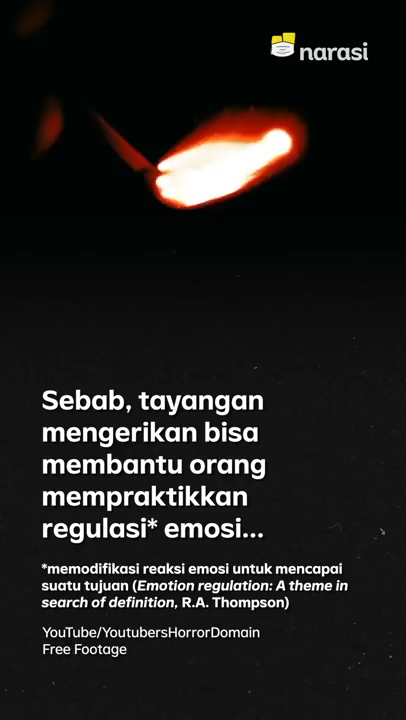 narasi
Sebab, tayangan
mengerikan bisa
membantu orang
mempraktikkan
regulasi* emosi...
*memodifikasi reaksi emosi untuk mencapai
suatu tujuan (Emotion regulation: A theme in
search of definition, R.A. Thompson)
YouTube/YoutubersHorrorDomain
Free Footage